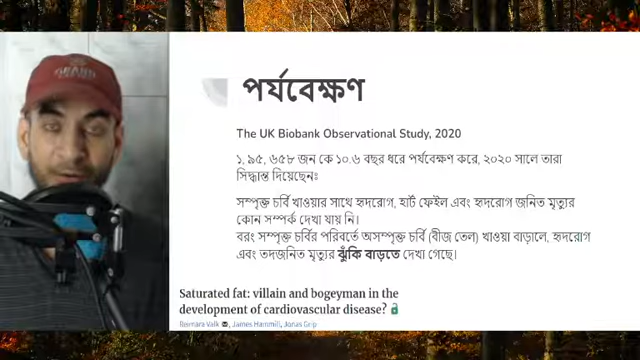 পর্যবেক্ষণ
The UK Biobank Observational Study, 2020
১, ৯৫, ৬৫৮ জন কে ১০.৬ বছর ধরে পর্যবেক্ষণ করে, ২০২০ সালে তারা
সিদ্ধান্ত দিয়েছেনঃ
সম্পৃক্ত চর্বি খাওয়ার সাথে হৃদরোগ, হার্ট ফেইল এবং হৃদরোগ জনিত মৃত্যুর
কোন সম্পর্ক দেখা যায় নি।
বরং সম্পৃক্ত চর্বির পরিবর্তে অসম্পৃক্ত চর্বি (বীজ তেল) খাওয়া বাড়ালে, হৃদরোগ
এবং তদজনিত মৃত্যুর ঝুঁকি বাড়তে দেখা গেছে।
Saturated fat: villain and bogeyman in the
development of cardiovascular disease?
Reimara Valk, James Hammill, Jonas Grip